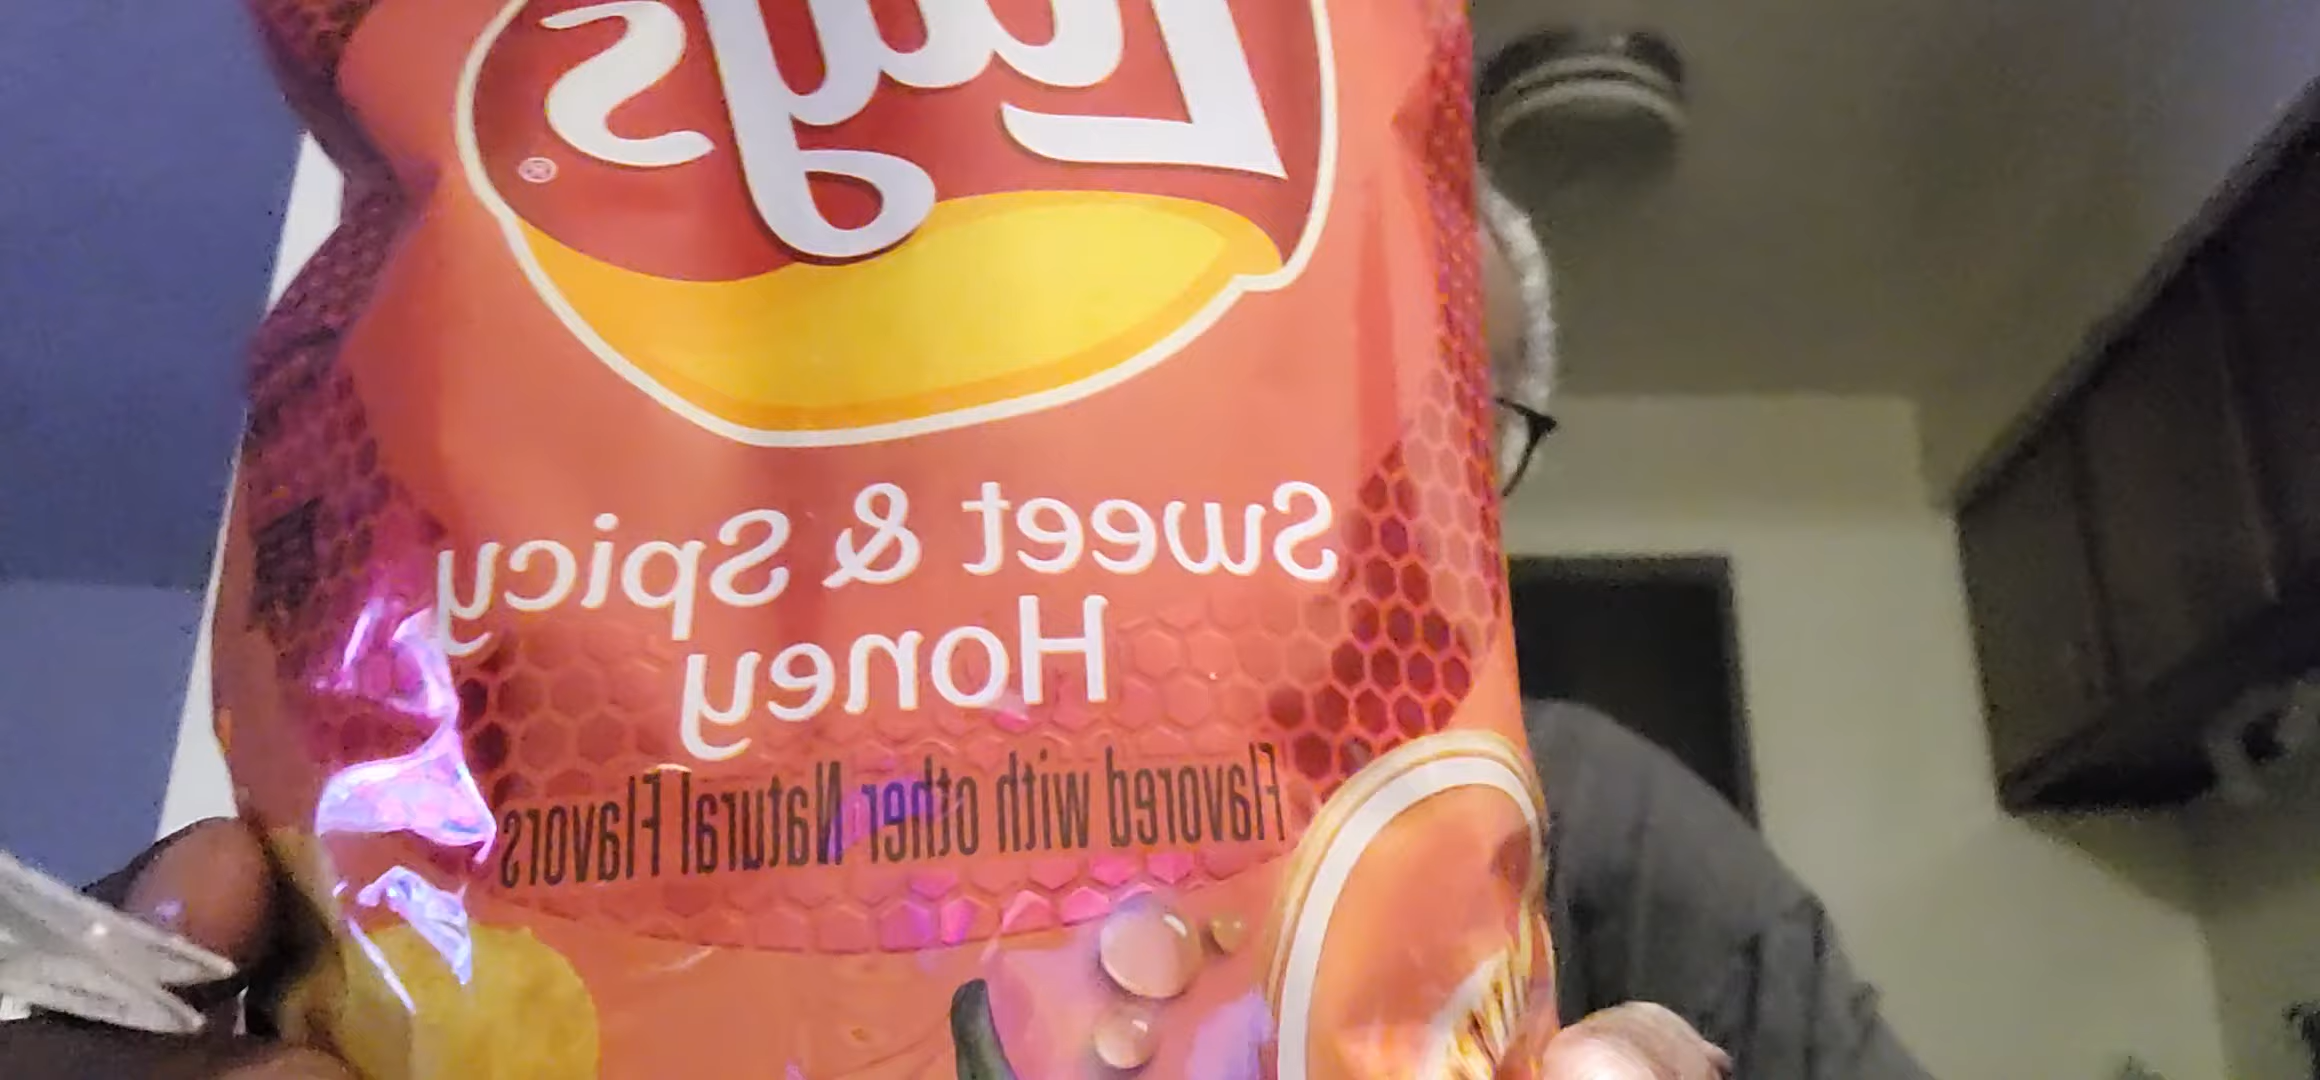 Lay's
®
Sweet & Spicy
Honey
Flavored with other Natural Flavors